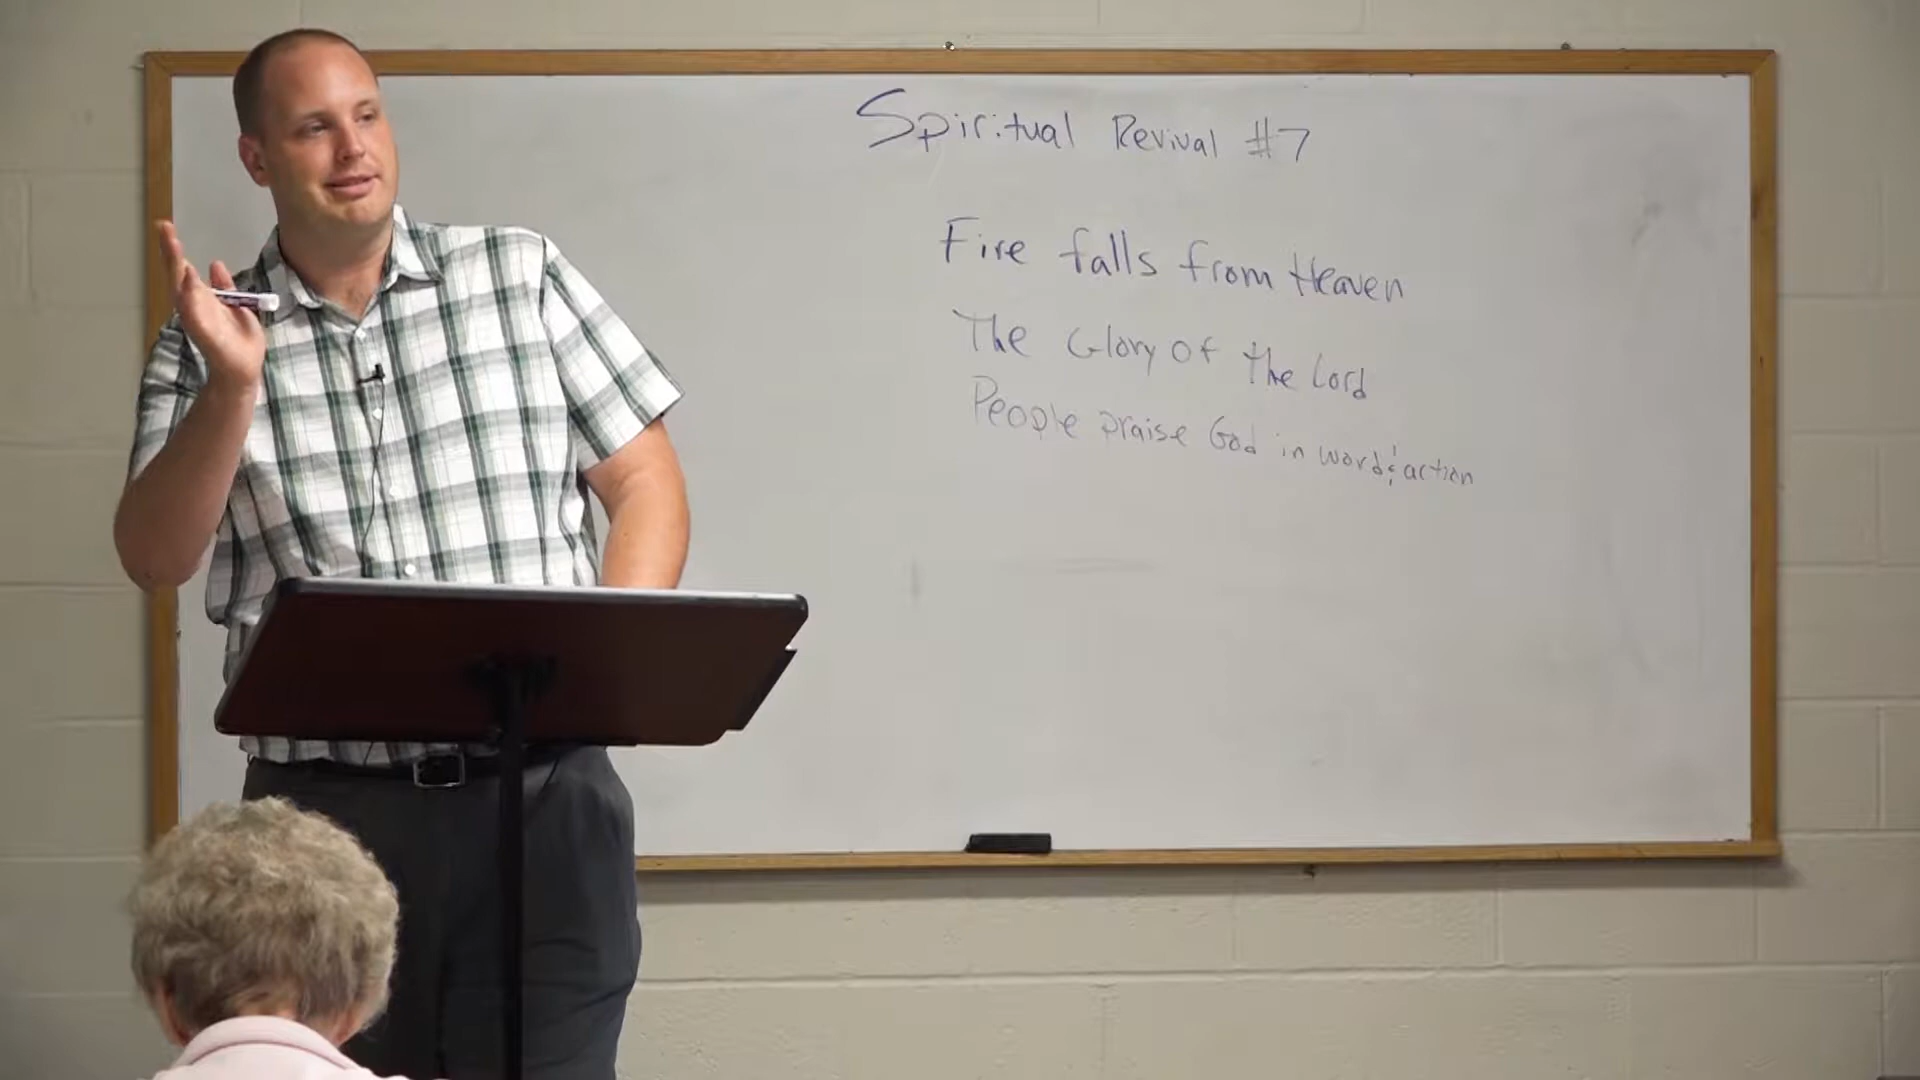 Spiritual Revival #7
Fire falls from Heaven
The Glory of the Lord
People praise God in word & action